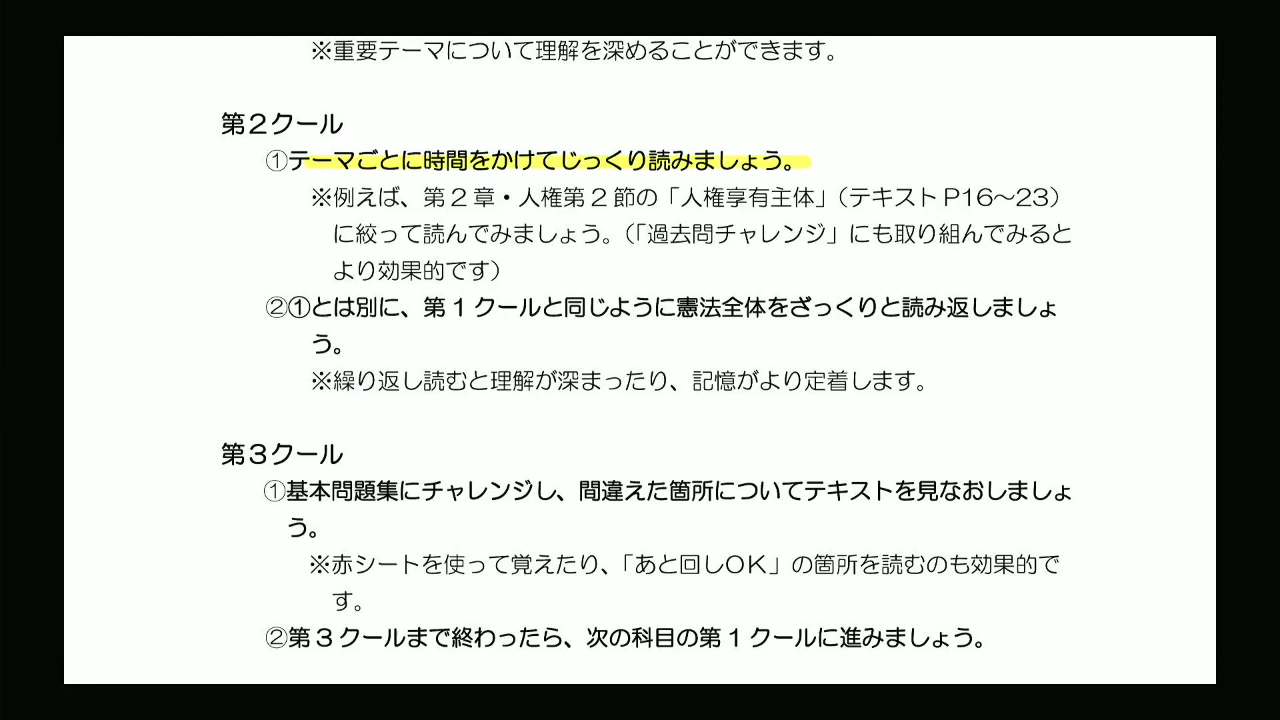 ※重要テーマについて理解を深めることができます。
第２クール
①テーマごとに時間をかけてじっくり読みましょう。
※例えば、第２章・人権第２節の「人権享有主体」（テキストP16～23）
に絞って読んでみましょう。（「過去問チャレンジ」にも取り組んでみると
より効果的です）
②①とは別に、第１クールと同じように憲法全体をざっくりと読み返しましょ
う。
※繰り返し読むと理解が深まったり、記憶がより定着します。
第３クール
①基本問題集にチャレンジし、間違えた箇所についてテキストを見なおしましょ
う。
※赤シートを使って覚えたり、「あと回しOK」の箇所を読むのも効果的で
す。
②第３クールまで終わったら、次の科目の第１クールに進みましょう。